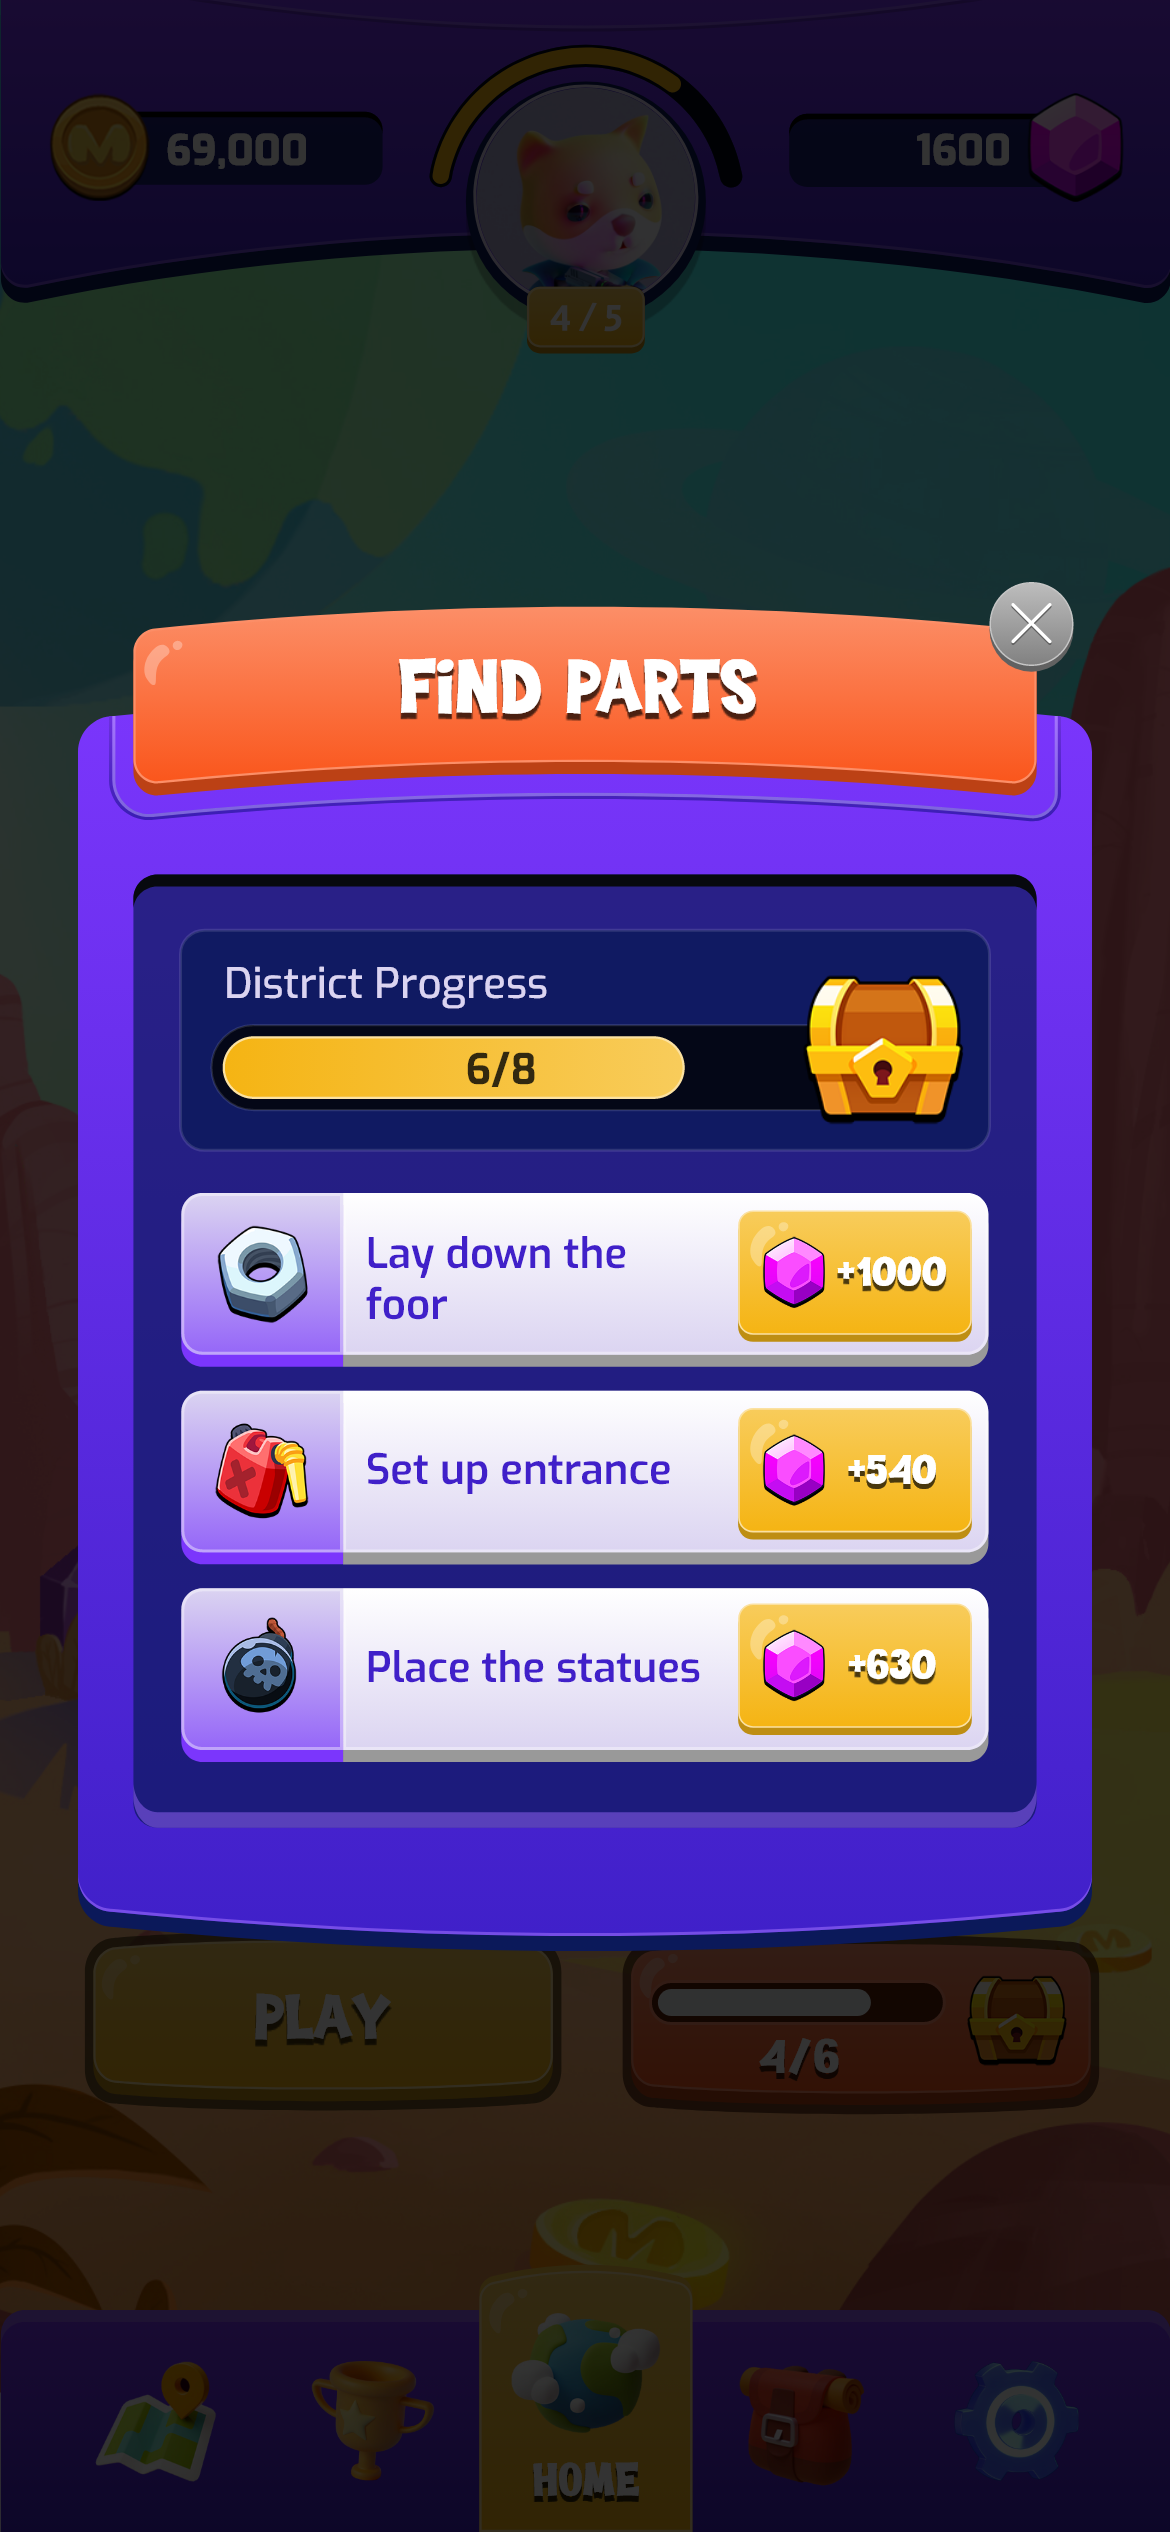 69,000
1600
4 / 5
FiND PARTS
District Progress
6/8
Lay down the
foor
+1000
Set up entrance
+540
Place the statues
+630
PLAY
4/6
HOME